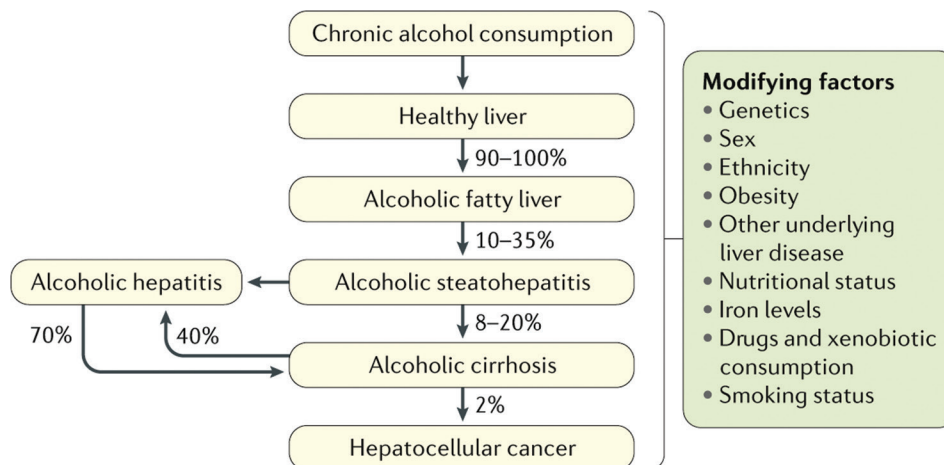 Chronic alcohol consumption
Healthy liver
90–100%
Alcoholic fatty liver
10–35%
Alcoholic hepatitis
Alcoholic steatohepatitis
70%
40%
8–20%
Alcoholic cirrhosis
2%
Hepatocellular cancer
Modifying factors
• Genetics
• Sex
• Ethnicity
• Obesity
• Other underlying
liver disease
• Nutritional status
• Iron levels
• Drugs and xenobiotic
consumption
• Smoking status